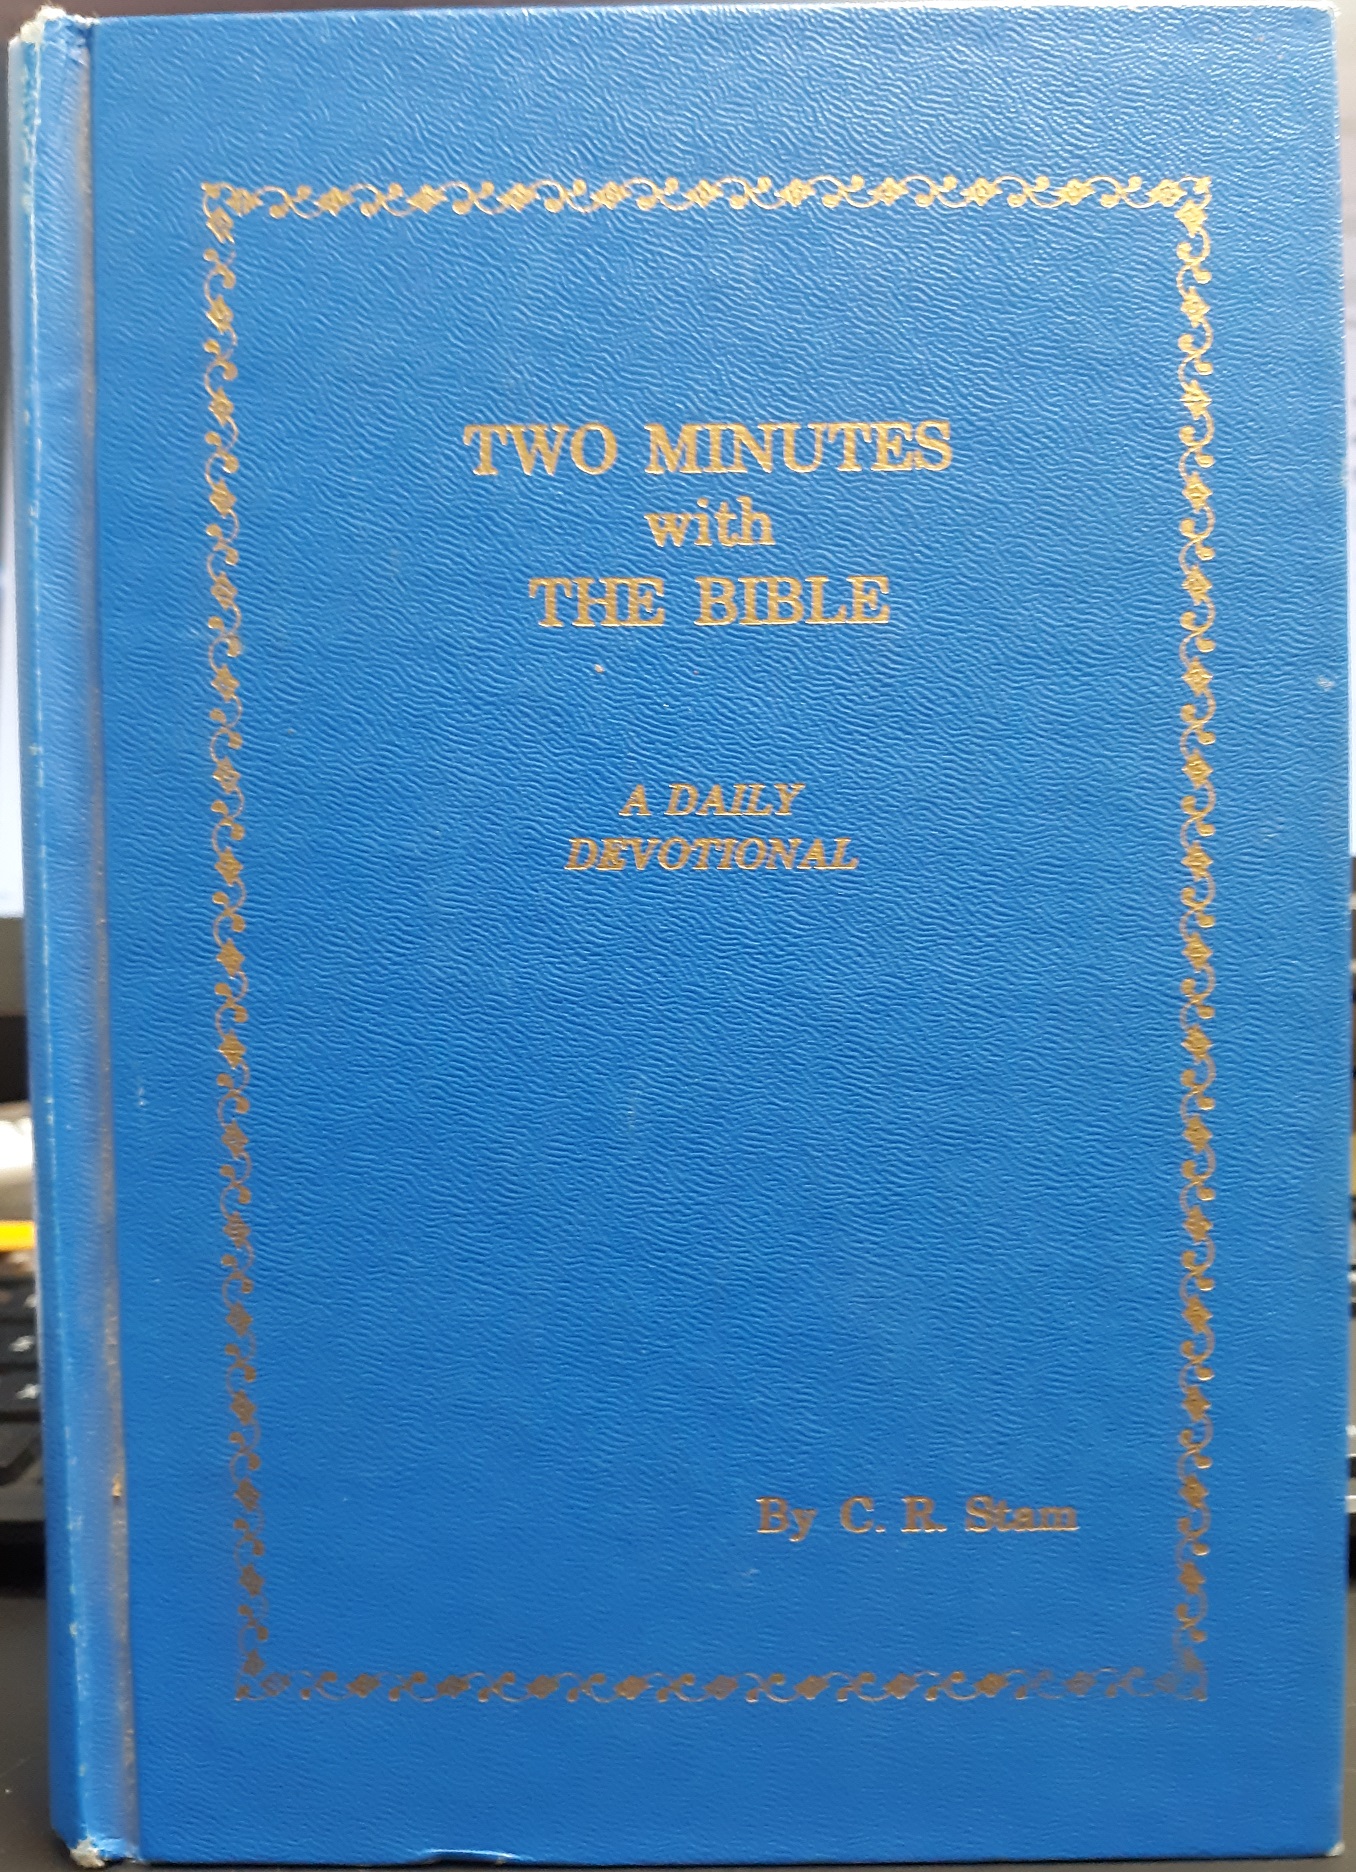 TWO MINUTES
with
THE BIBLE
A DAILY
DEVOTIONAL
By C. R. Stam